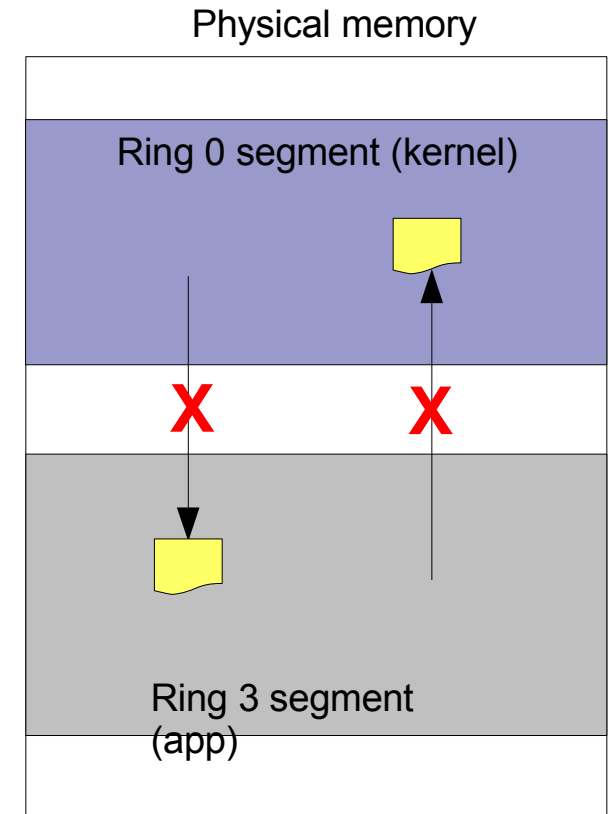 Physical memory
Ring 0 segment (kernel)
X X
Ring 3 segment
(app)